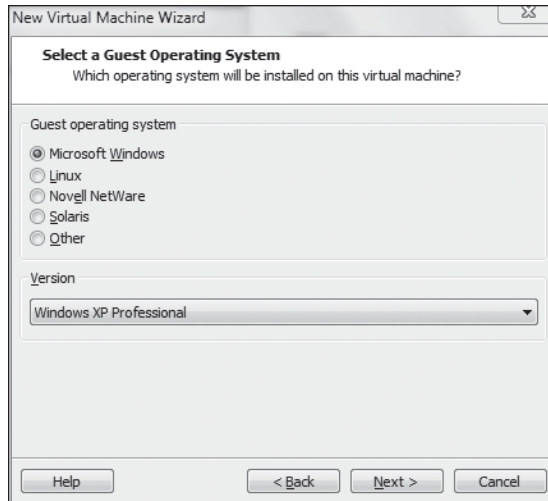 New Virtual Machine Wizard
Select a Guest Operating System
Which operating system will be installed on this virtual machine?
Guest operating system
Microsoft Windows
Linux
Novell NetWare
Solaris
Other
Version
Windows XP Professional
Help
< Back
Next >
Cancel